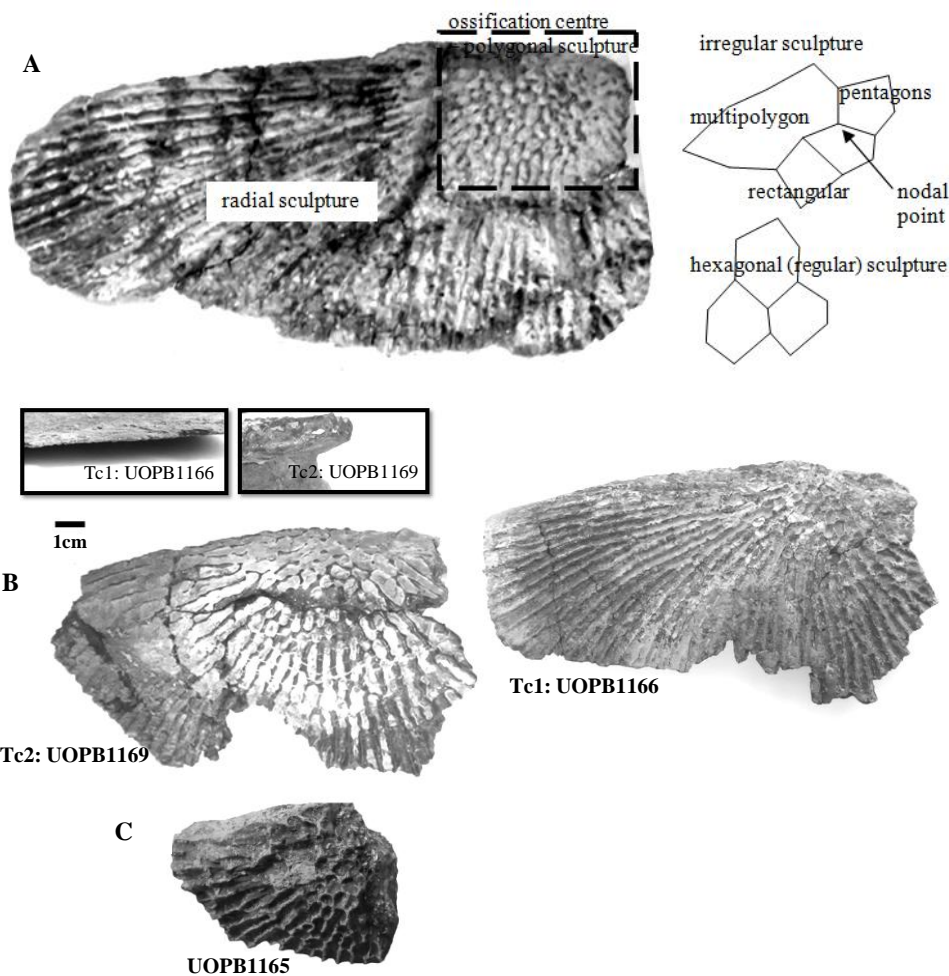 A
ossification centre
– polygonal sculpture
radial sculpture
irregular sculpture
pentagons
multipolygon
rectangular
nodal
point
hexagonal (regular) sculpture
Tc1: UOPB1166
Tc2: UOPB1169
1cm
B
Tc2: UOPB1169
Tc1: UOPB1166
C
UOPB1165